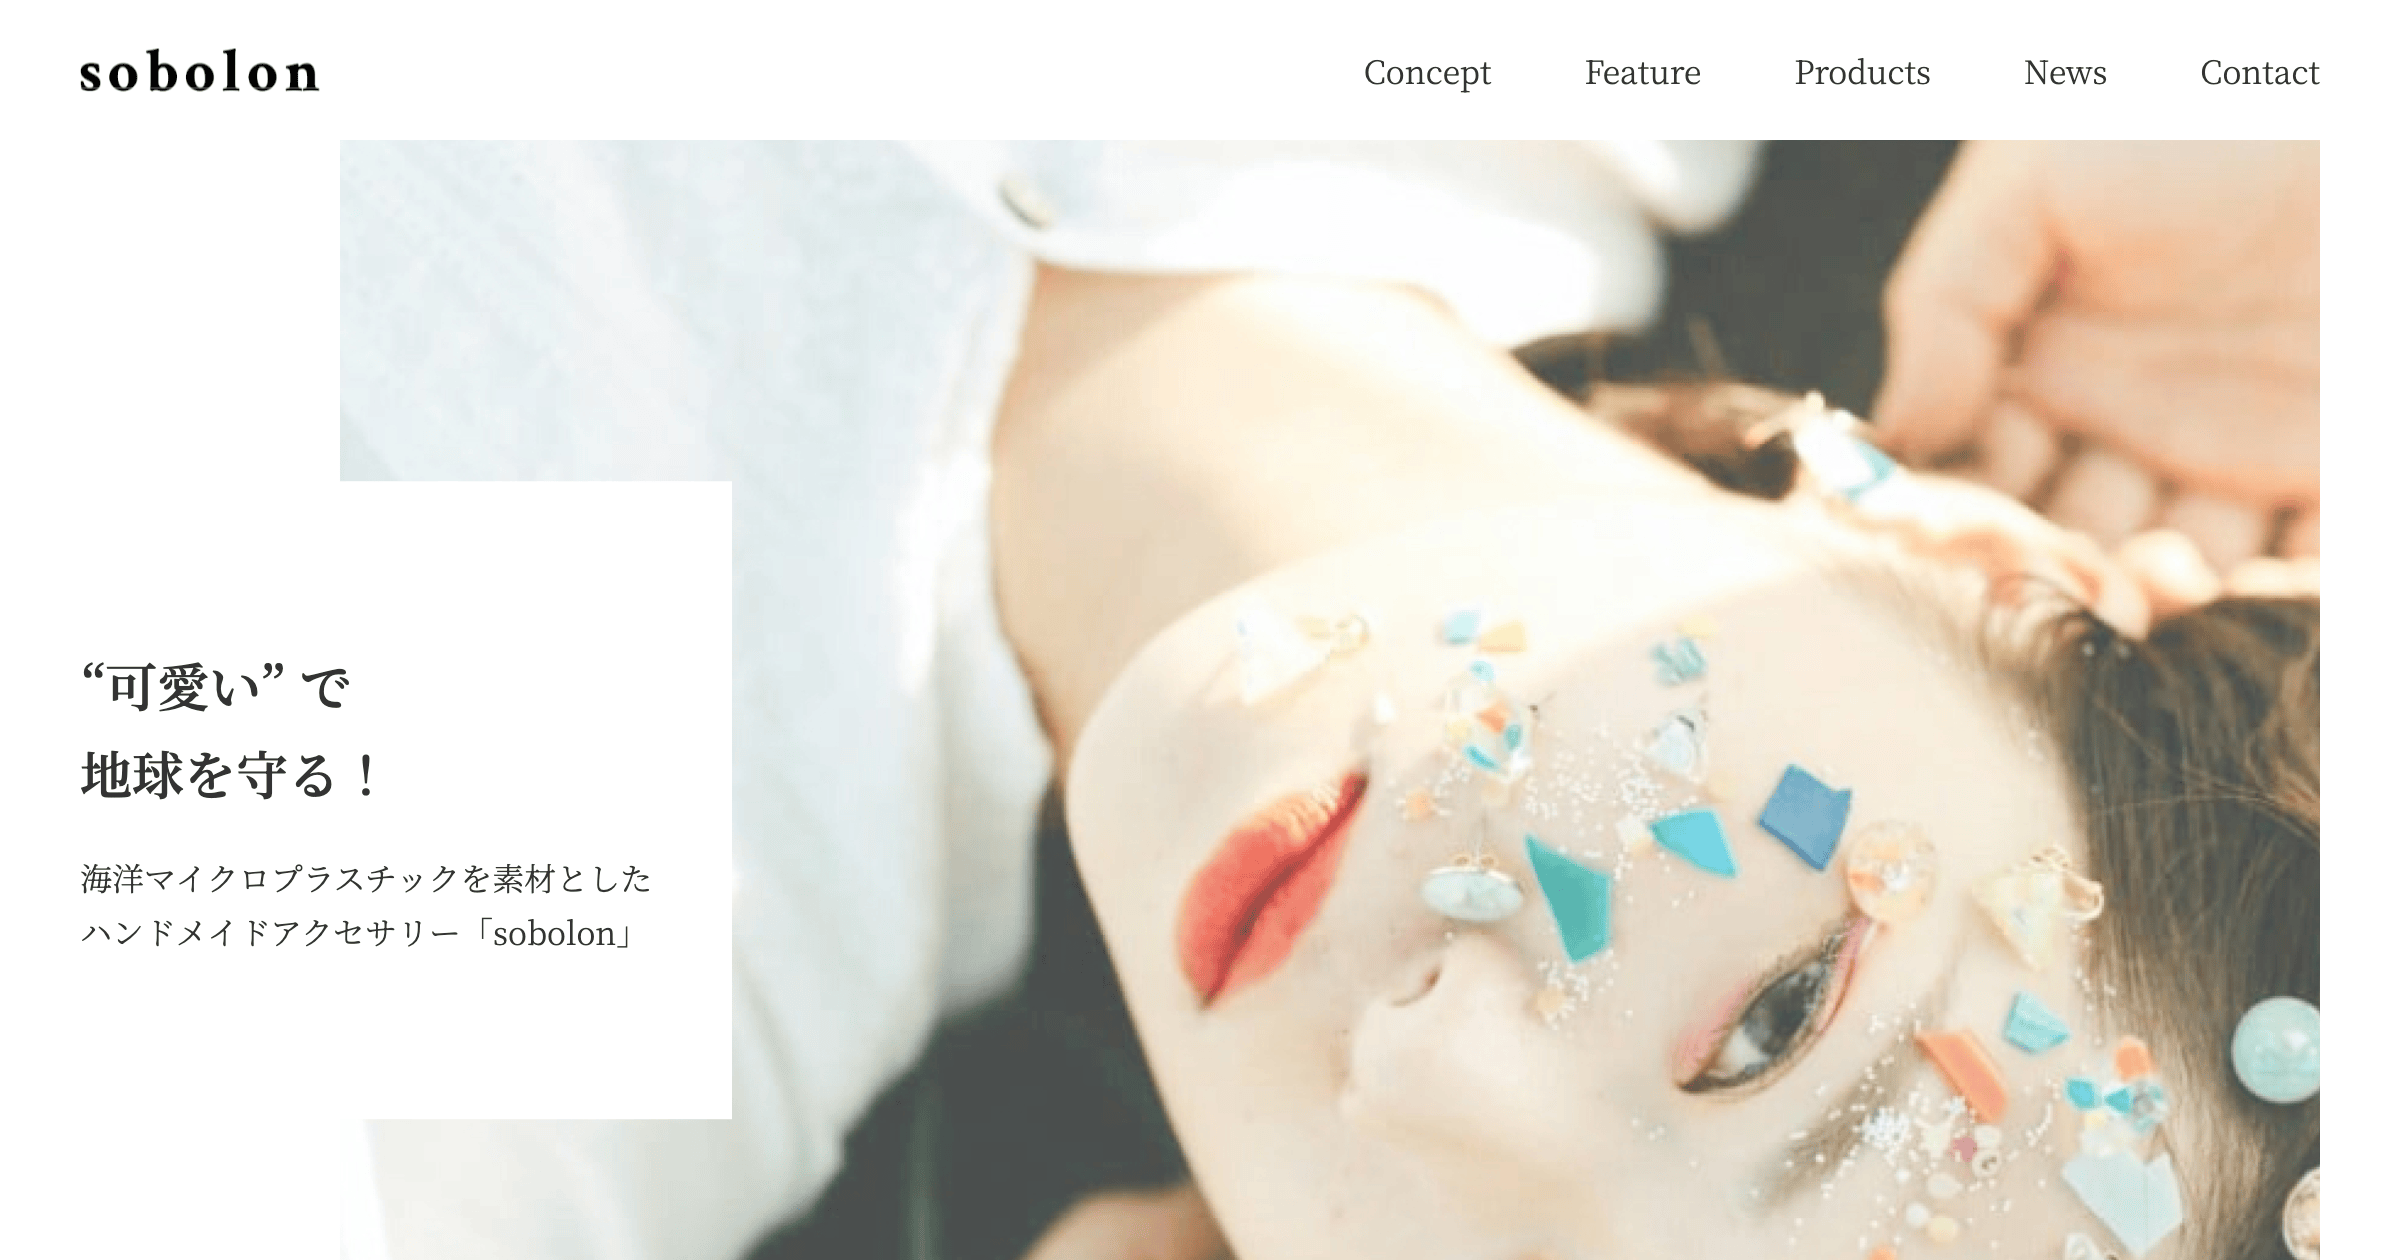 sobolon
Concept Feature Products News Contact
“可愛い” で
地球を守る！
海洋マイクロプラスチックを素材とした
ハンドメイドアクセサリー「sobolon」